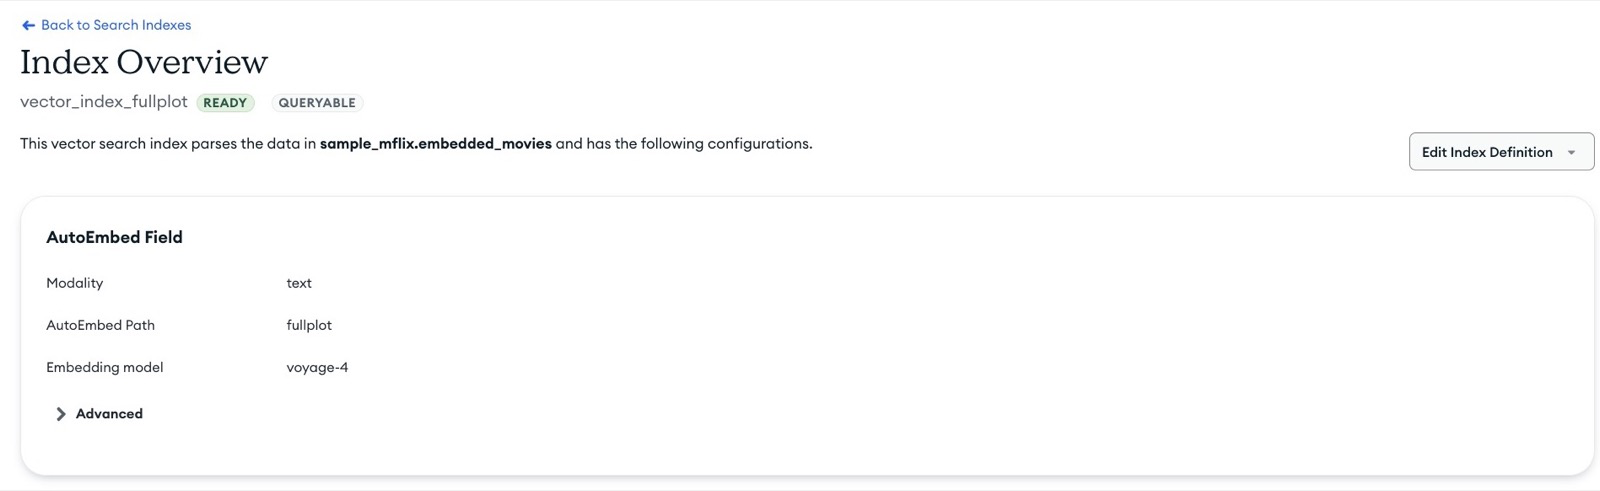 Back to Search Indexes
Index Overview
vector_index_fullplot READY QUERYABLE
This vector search index parses the data in sample_mflix.embedded_movies and has the following configurations.
Edit Index Definition
AutoEmbed Field
Modality text
AutoEmbed Path fullplot
Embedding model voyage-4
Advanced